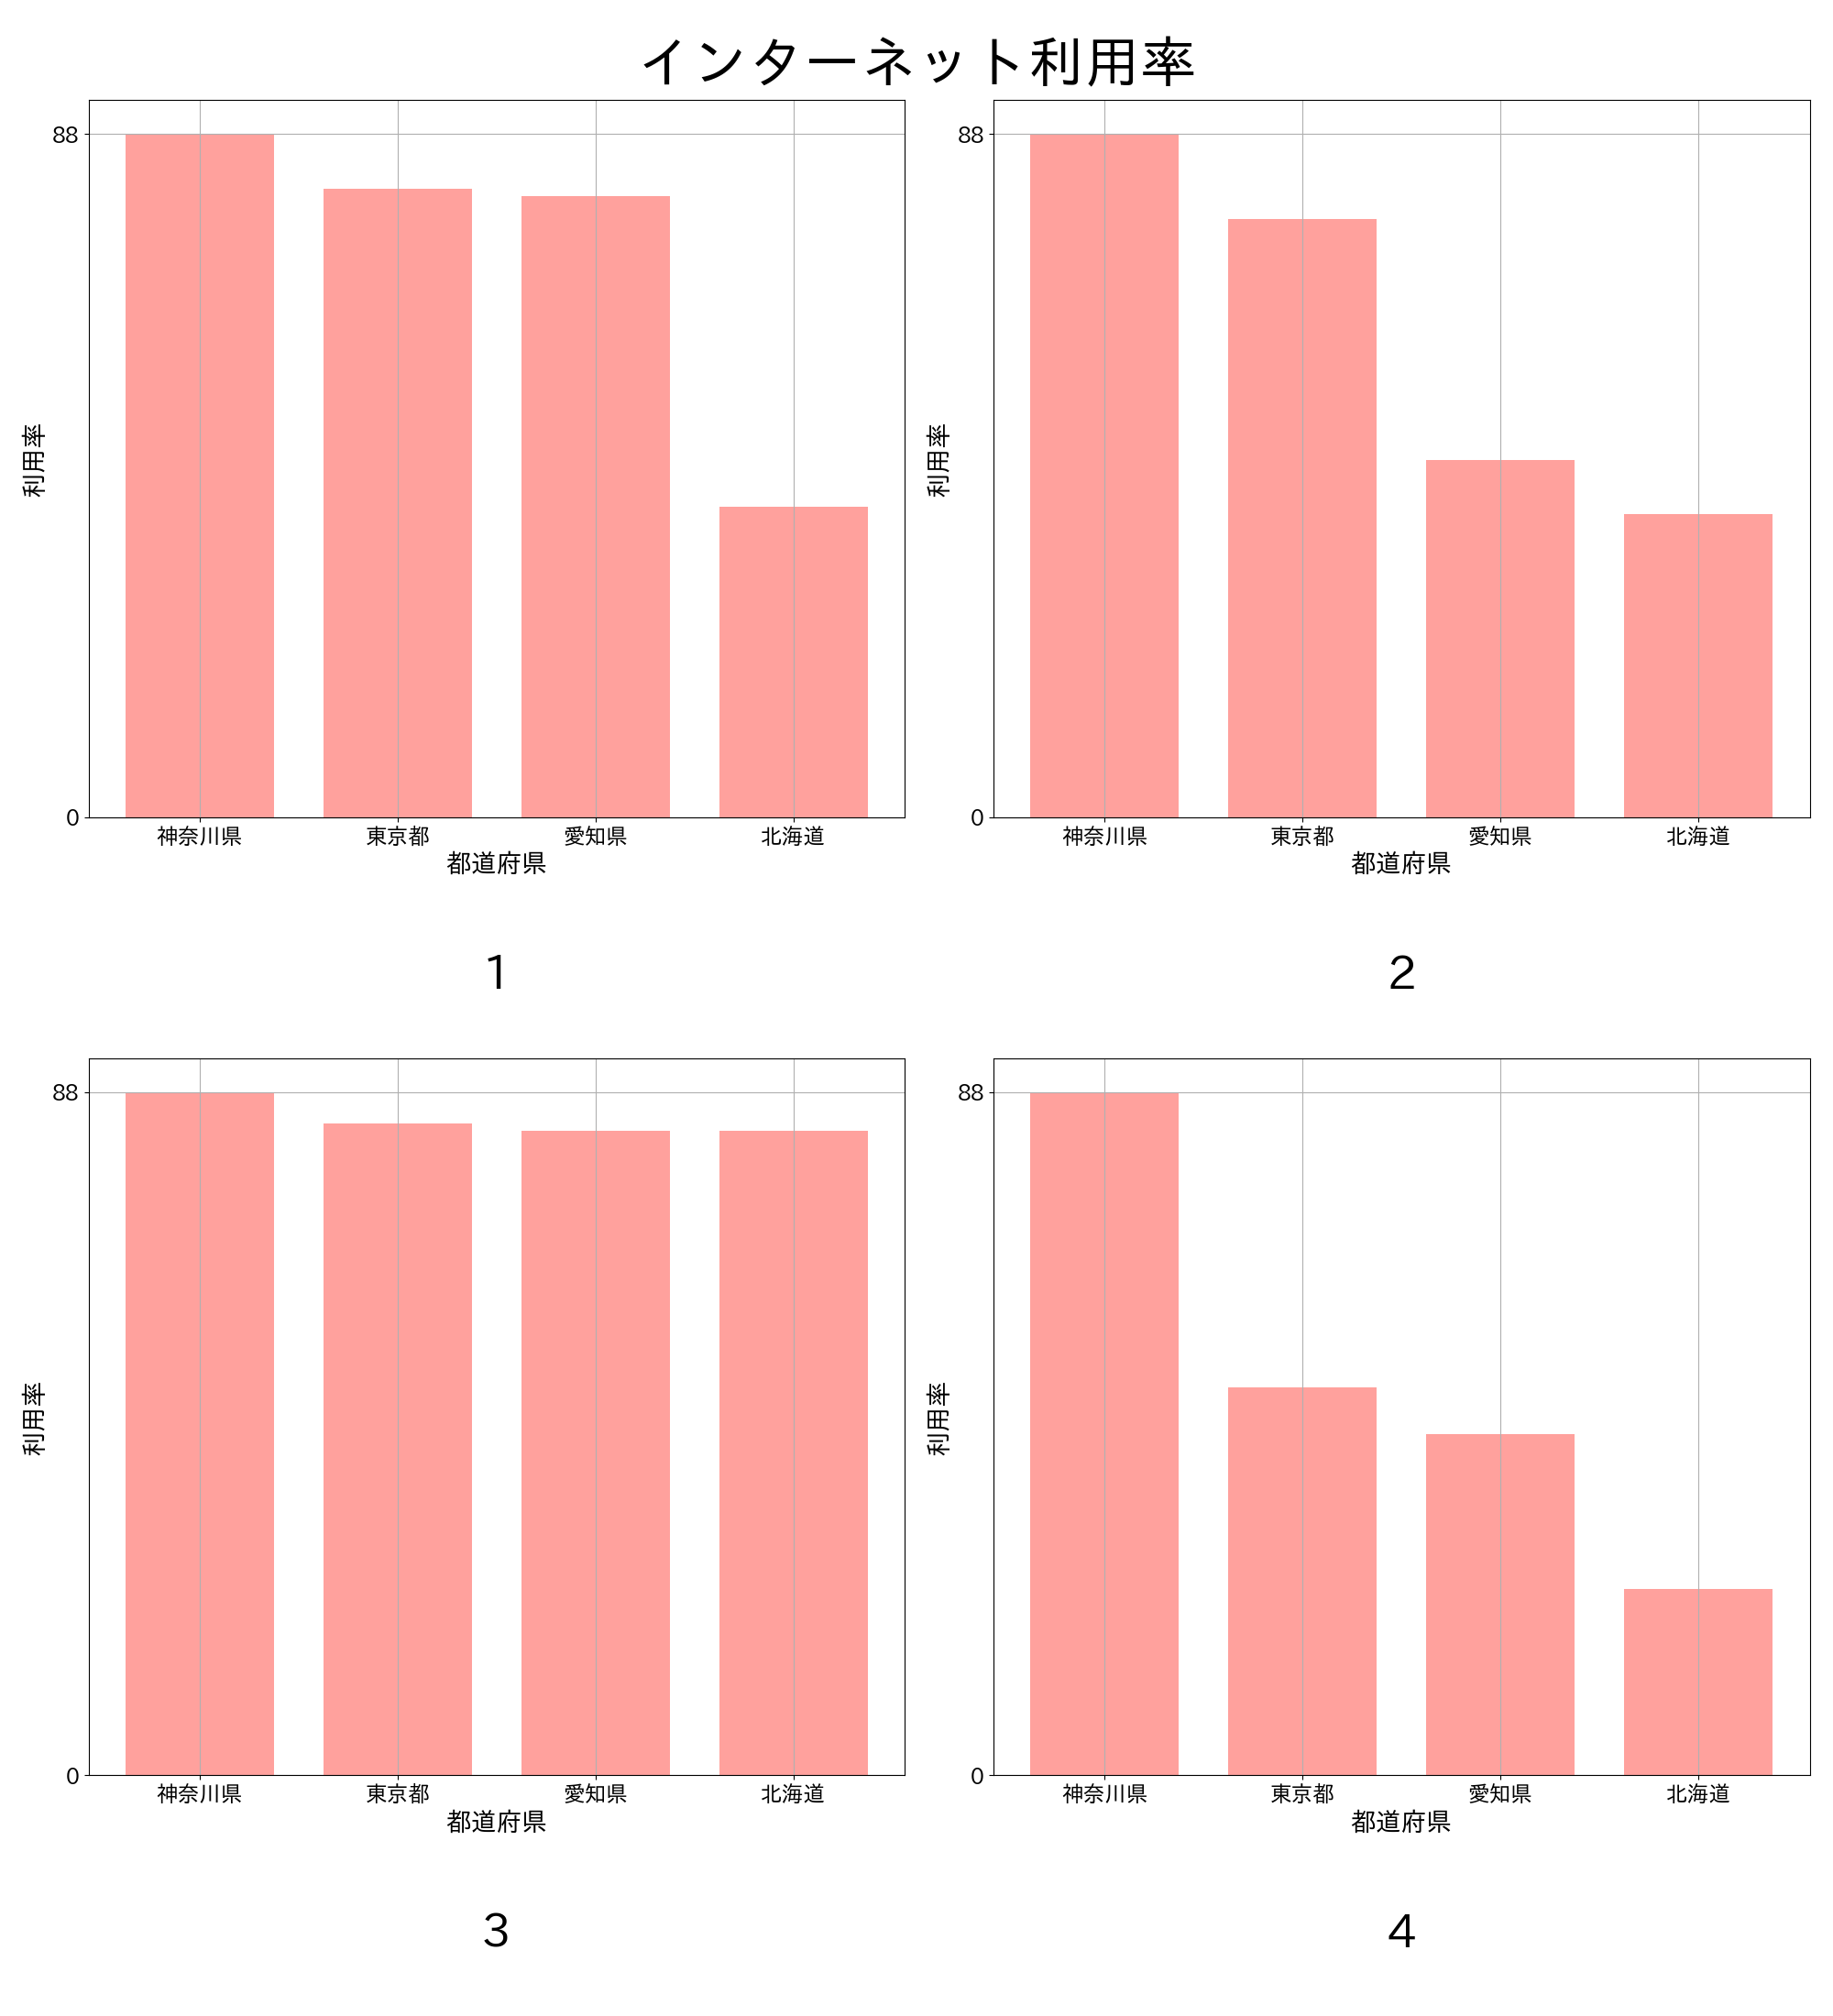 インターネット利用率
88
0
利用率
神奈川県 東京都 愛知県 北海道
都道府県
1
88
0
利用率
神奈川県 東京都 愛知県 北海道
都道府県
2
88
0
利用率
神奈川県 東京都 愛知県 北海道
都道府県
3
88
0
利用率
神奈川県 東京都 愛知県 北海道
都道府県
4